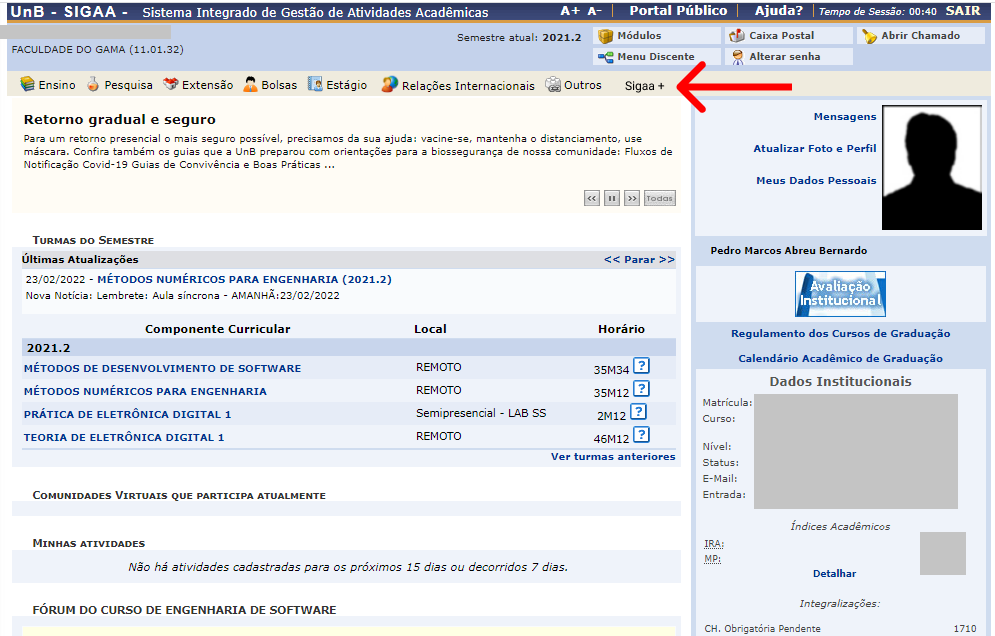 UnB - SIGAA - Sistema Integrado de Gestão de Atividades Acadêmicas A+ A- Portal Público Ajuda? Tempo de Sessão: 00:40 SAIR
Semestre atual: 2021.2 Módulos Caixa Postal Abrir Chamado
FACULDADE DO GAMA (11.01.32)
Menu Discente Alterar senha
Ensino Pesquisa Extensão Bolsas Estágio Relações Internacionais Outros Sigaa +
Retorno gradual e seguro
Para um retorno presencial o mais seguro possível, precisamos da sua ajuda: vacine-se, mantenha o distanciamento, use
máscara. Confira também os guias que a UnB preparou com orientações para a biossegurança de nossa comunidade: Fluxos de
Notificação Covid-19 Guias de Convivência e Boas Práticas ...
<< II >> Todas
Mensagens
Atualizar Foto e Perfil
Meus Dados Pessoais
Pedro Marcos Abreu Bernardo
Avaliação
Institucional
Regulamento dos Cursos de Graduação
Calendário Acadêmico de Graduação
Dados Institucionais
Matrícula:
Curso:
Nível:
Status:
E-Mail:
Entrada:
Índices Acadêmicos
IRA:
MP:
Detalhar
Integralizações:
CH. Obrigatória Pendente 1710
TURMAS DO SEMESTRE
Últimas Atualizações << Parar >>
23/02/2022 - MÉTODOS NUMÉRICOS PARA ENGENHARIA (2021.2)
Nova Notícia: Lembrete: Aula síncrona - AMANHÃ:23/02/2022
Componente Curricular Local Horário
2021.2
MÉTODOS DE DESENVOLVIMENTO DE SOFTWARE REMOTO 35M34 ?
MÉTODOS NUMÉRICOS PARA ENGENHARIA REMOTO 35M12 ?
PRÁTICA DE ELETRÔNICA DIGITAL 1 Semipresencial - LAB SS 2M12 ?
TEORIA DE ELETRÔNICA DIGITAL 1 REMOTO 46M12 ?
Ver turmas anteriores
COMUNIDADES VIRTUAIS QUE PARTICIPA ATUALMENTE
MINHAS ATIVIDADES
Não há atividades cadastradas para os próximos 15 dias ou decorridos 7 dias.
FÓRUM DO CURSO DE ENGENHARIA DE SOFTWARE